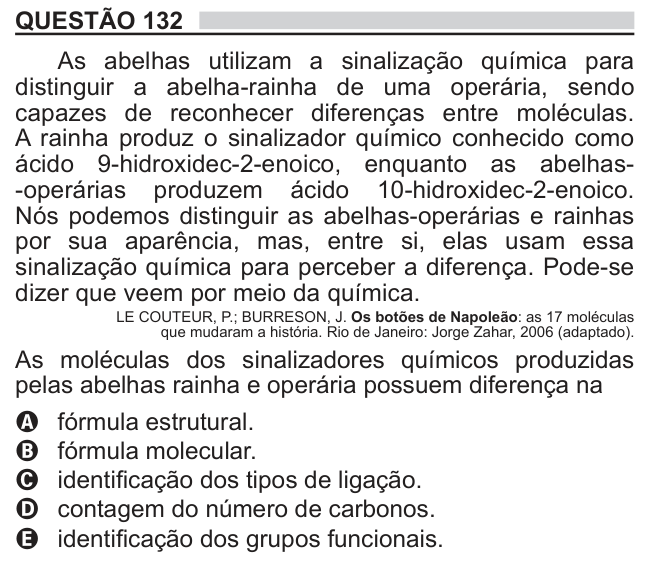 QUESTÃO 132
As abelhas utilizam a sinalização química para
distinguir a abelha-rainha de uma operária, sendo
capazes de reconhecer diferenças entre moléculas.
A rainha produz o sinalizador químico conhecido como
ácido 9-hidroxidec-2-enoico, enquanto as abelhas-
-operárias produzem ácido 10-hidroxidec-2-enoico.
Nós podemos distinguir as abelhas-operárias e rainhas
por sua aparência, mas, entre si, elas usam essa
sinalização química para perceber a diferença. Pode-se
dizer que veem por meio da química.
LE COUTEUR, P.; BURRESON, J. Os botões de Napoleão: as 17 moléculas
que mudaram a história. Rio de Janeiro: Jorge Zahar, 2006 (adaptado).
As moléculas dos sinalizadores químicos produzidas
pelas abelhas rainha e operária possuem diferença na
A fórmula estrutural.
B fórmula molecular.
C identificação dos tipos de ligação.
D contagem do número de carbonos.
E identificação dos grupos funcionais.